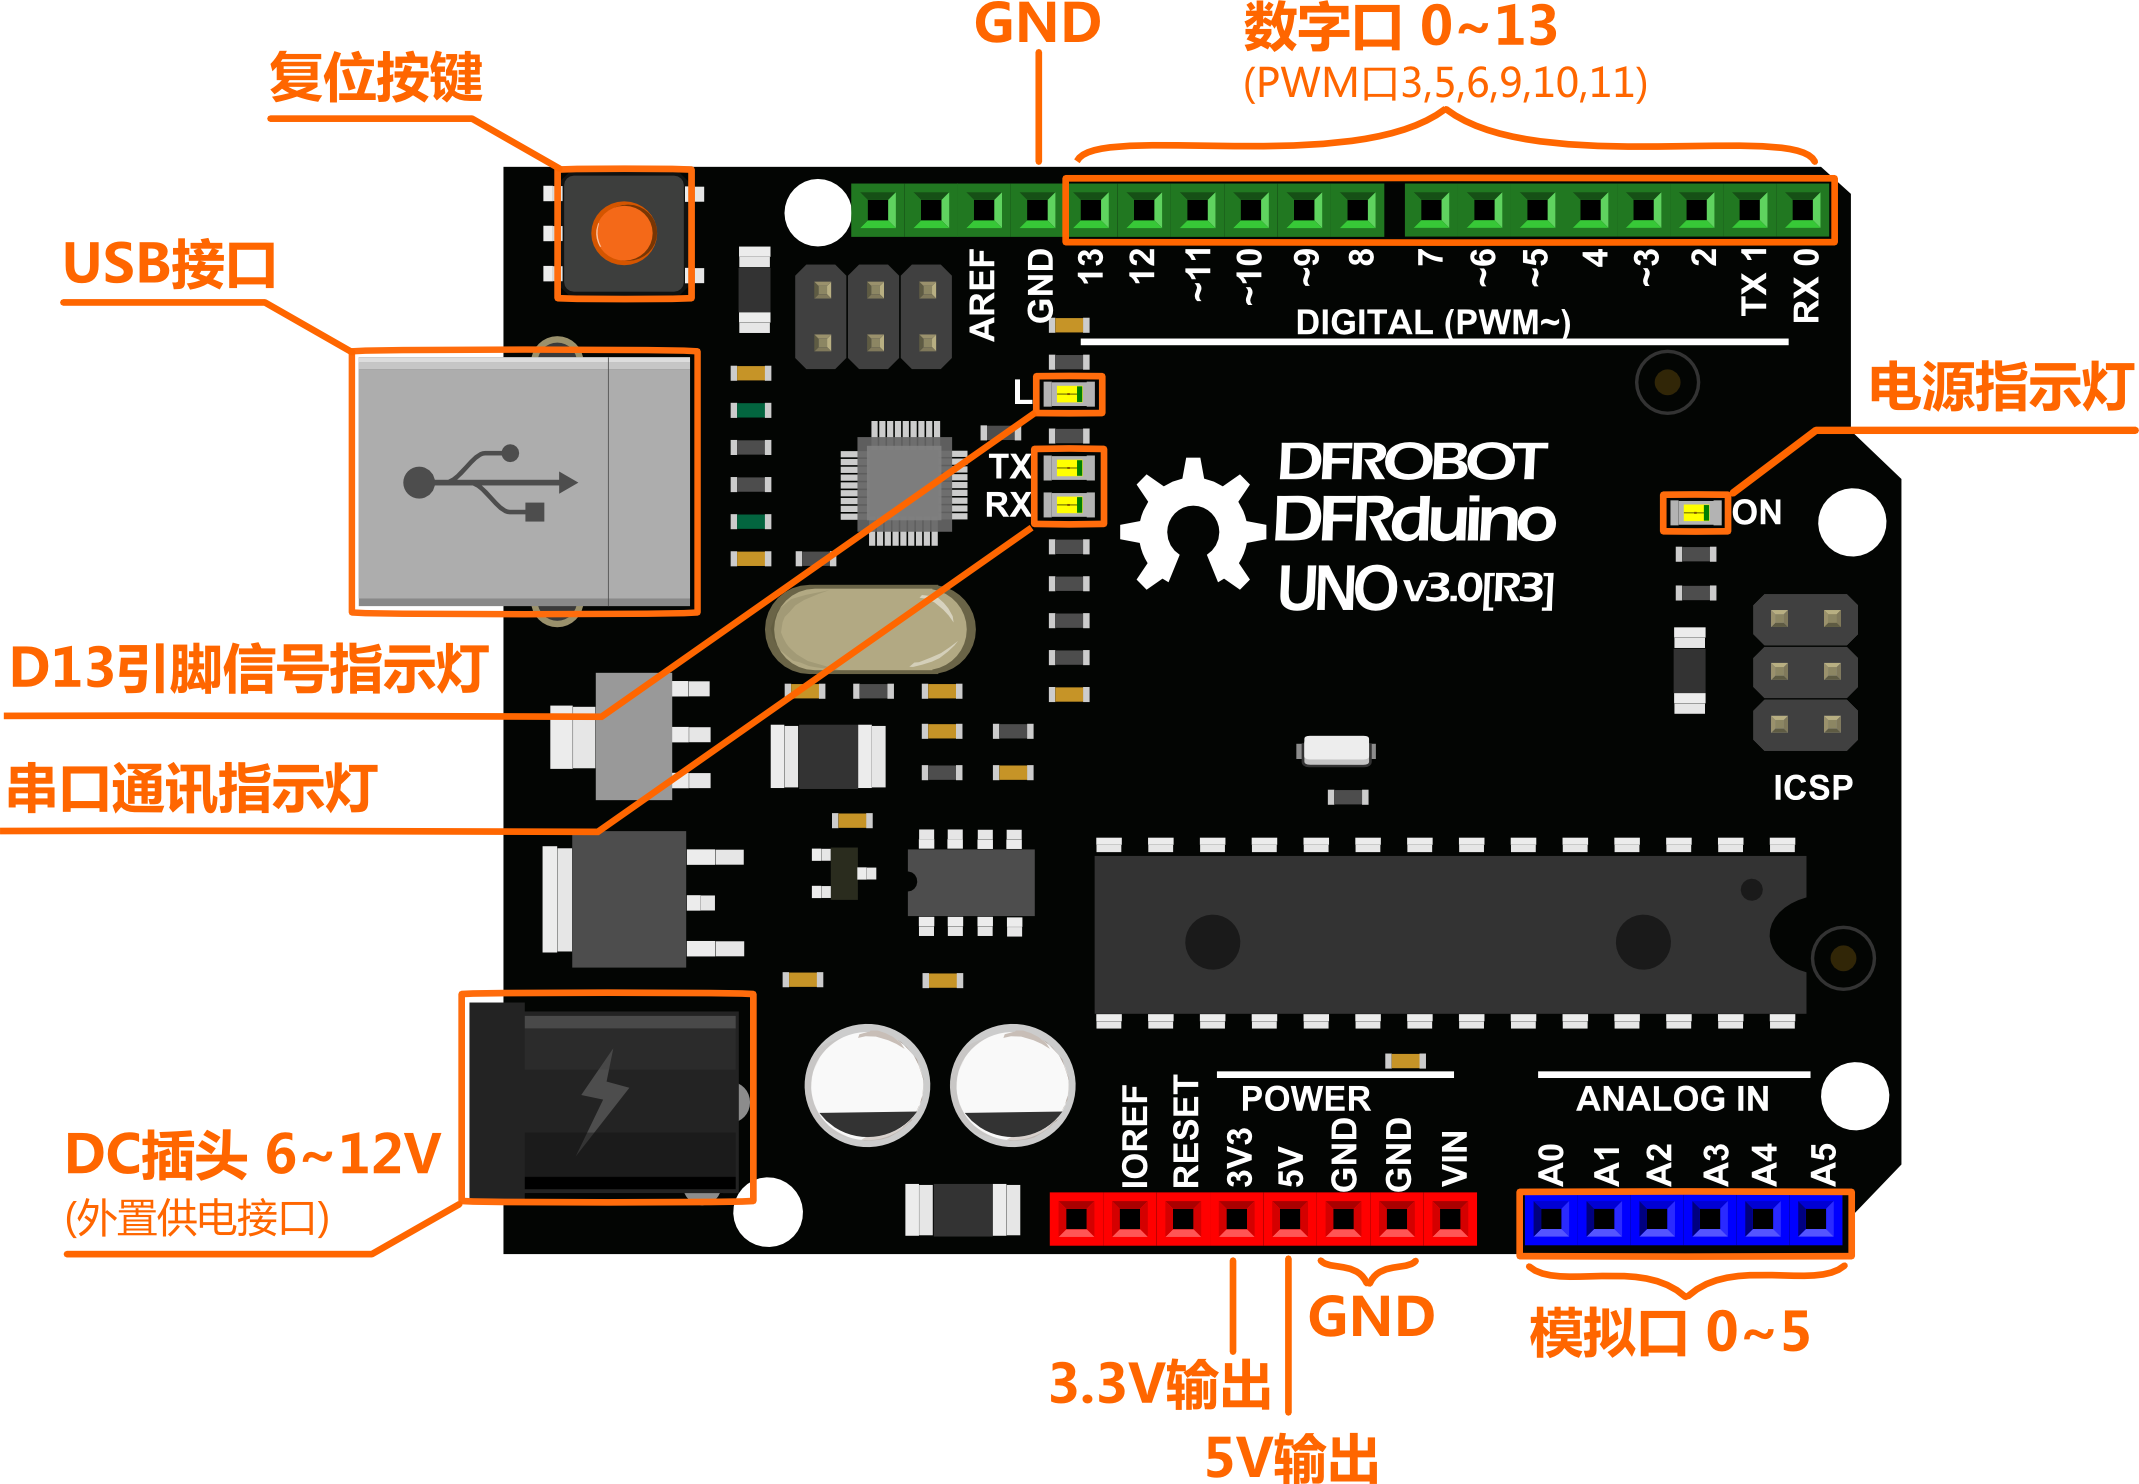 GND
数字口 0~13
(PWM口3,5,6,9,10,11)
复位按键
USB接口
AREF
GND
13
12
~11
~10
~9
8
7
~6
~5
4
~3
2
TX 1
RX 0
DIGITAL (PWM~)
电源指示灯
L
TX
RX
DFROBOT
DFRduino
UNO v3.0[R3]
ON
D13引脚信号指示灯
串口通讯指示灯
ICSP
DC插头 6~12V
(外置供电接口)
POWER
ANALOG IN
IOREF
RESET
3V3
5V
GND
GND
VIN
A0
A1
A2
A3
A4
A5
GND
模拟口 0~5
3.3V输出
5V输出